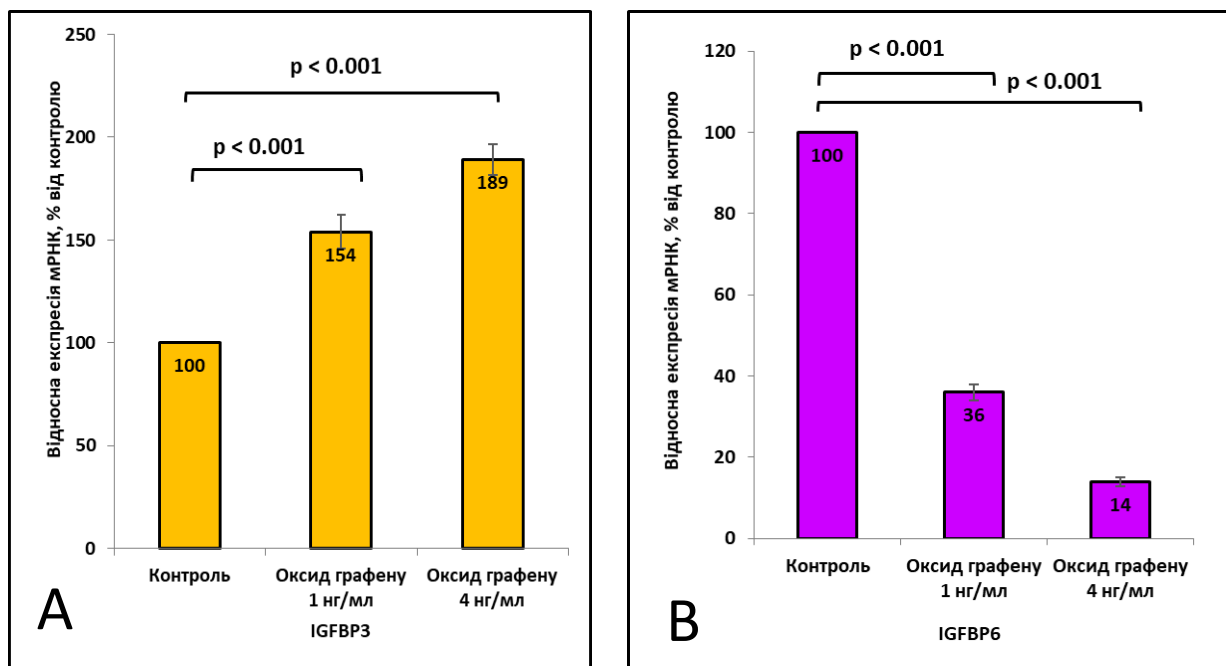 250
200
150
100
50
0
Відносна експресія мРНК, % від контролю
p < 0.001
p < 0.001
100
154
189
Контроль
Оксид графену
1 нг/мл
Оксид графену
4 нг/мл
IGFBP3
A
120
100
80
60
40
20
0
Відносна експресія мРНК, % від контролю
p < 0.001
p < 0.001
100
36
14
Контроль
Оксид графену
1 нг/мл
Оксид графену
4 нг/мл
IGFBP6
B